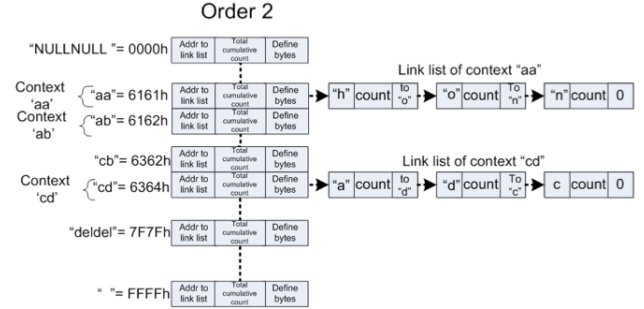 Order 2
“NULLNULL ”= 0000h Addr to link list Total cumulative count Define bytes
Link list of context “aa”
Context ‘aa’ “aa”= 6161h Addr to link list Total cumulative count Define bytes “h” count to “o” “o” count To “n” “n” count 0
Context ‘ab’ “ab”= 6162h Addr to link list Total cumulative count Define bytes
“cb”= 6362h Addr to link list Total cumulative count Define bytes
Link list of context “cd”
Context ‘cd’ “cd”= 6364h Addr to link list Total cumulative count Define bytes “a” count to “d” “d” count To “c” c count 0
“deldel”= 7F7Fh Addr to link list Total cumulative count Define bytes
“ ”= FFFFh Addr to link list Total cumulative count Define bytes